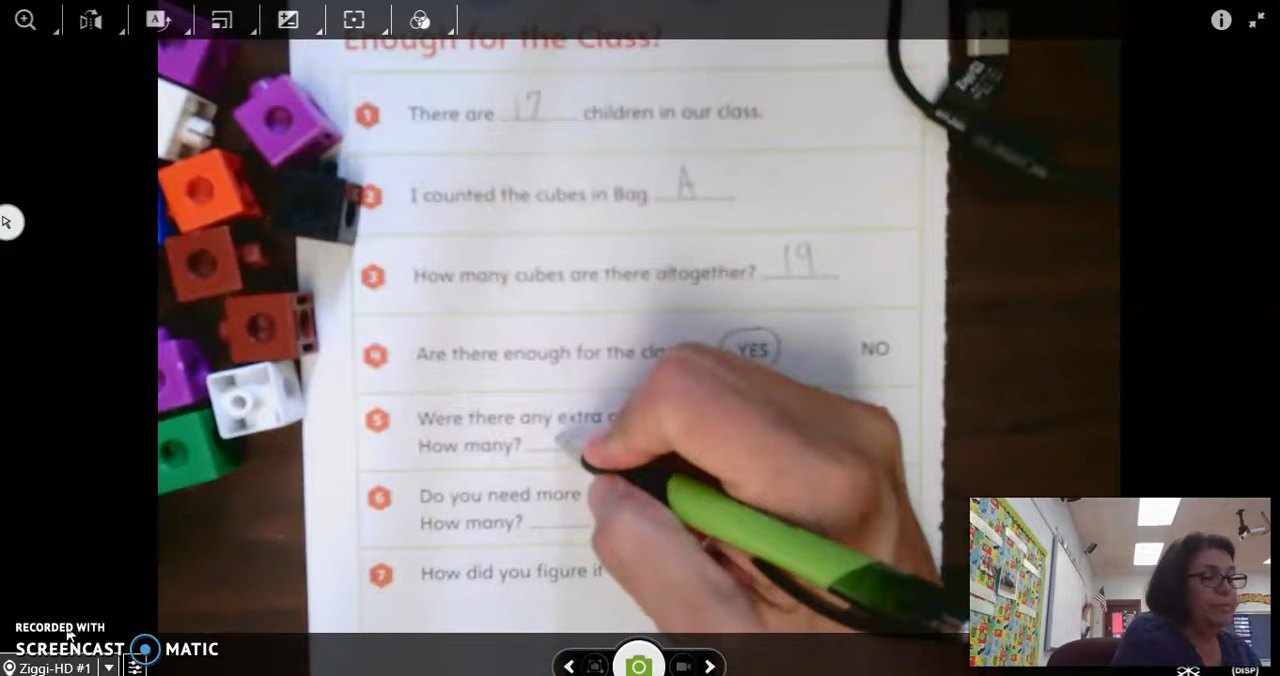 Enough for the Class?
1 There are 17 children in our class.
2 I counted the cubes in Bag A
3 How many cubes are there altogether? 19
4 Are there enough for the YES NO
5 Were there any extra
How many?
6 Do you need more
How many?
7 How did you figure it
RECORDED WITH
SCREENCAST MATIC
Ziggi-HD #1
(DISP)